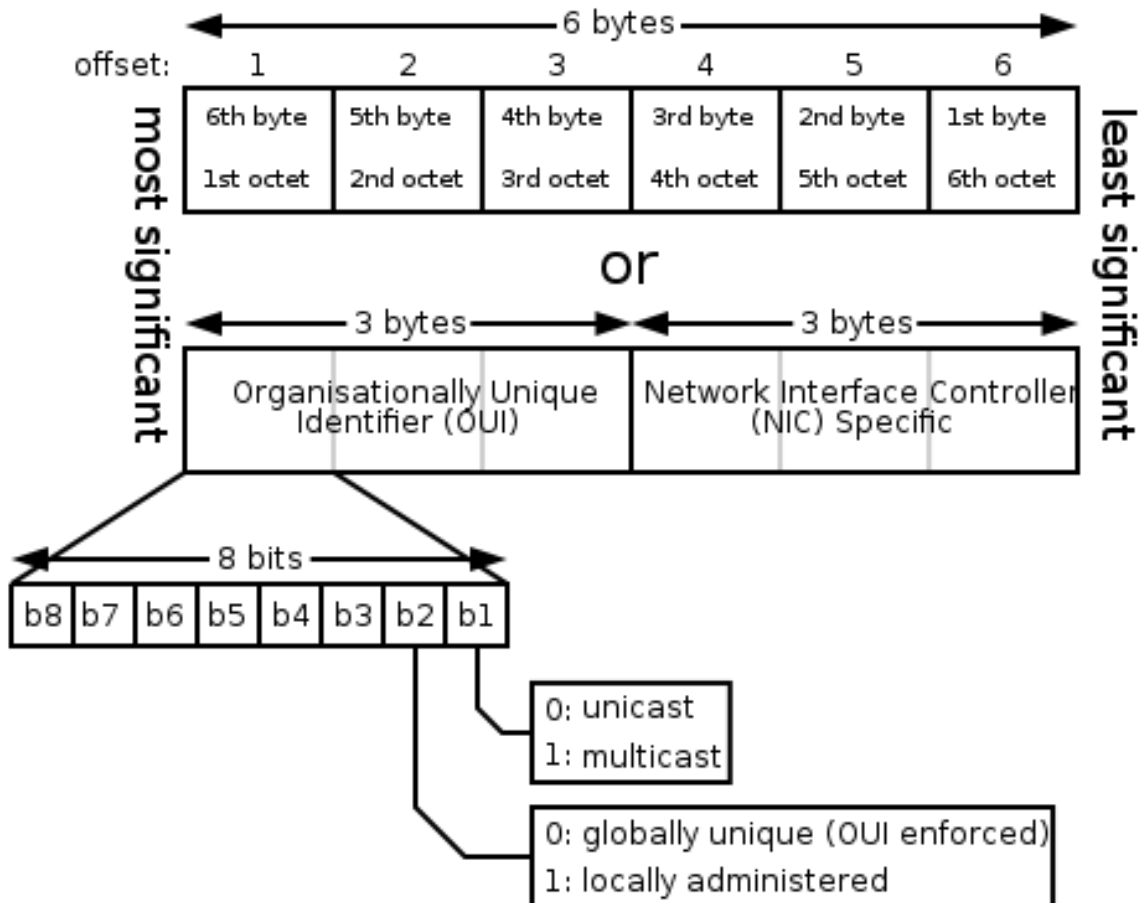 6 bytes
offset: 1 2 3 4 5 6
6th byte 5th byte 4th byte 3rd byte 2nd byte 1st byte
1st octet 2nd octet 3rd octet 4th octet 5th octet 6th octet
most significant
least significant
or
3 bytes 3 bytes
Organisationally Unique
Identifier (OUI)
Network Interface Controller
(NIC) Specific
8 bits
b8 b7 b6 b5 b4 b3 b2 b1
0: unicast
1: multicast
0: globally unique (OUI enforced)
1: locally administered